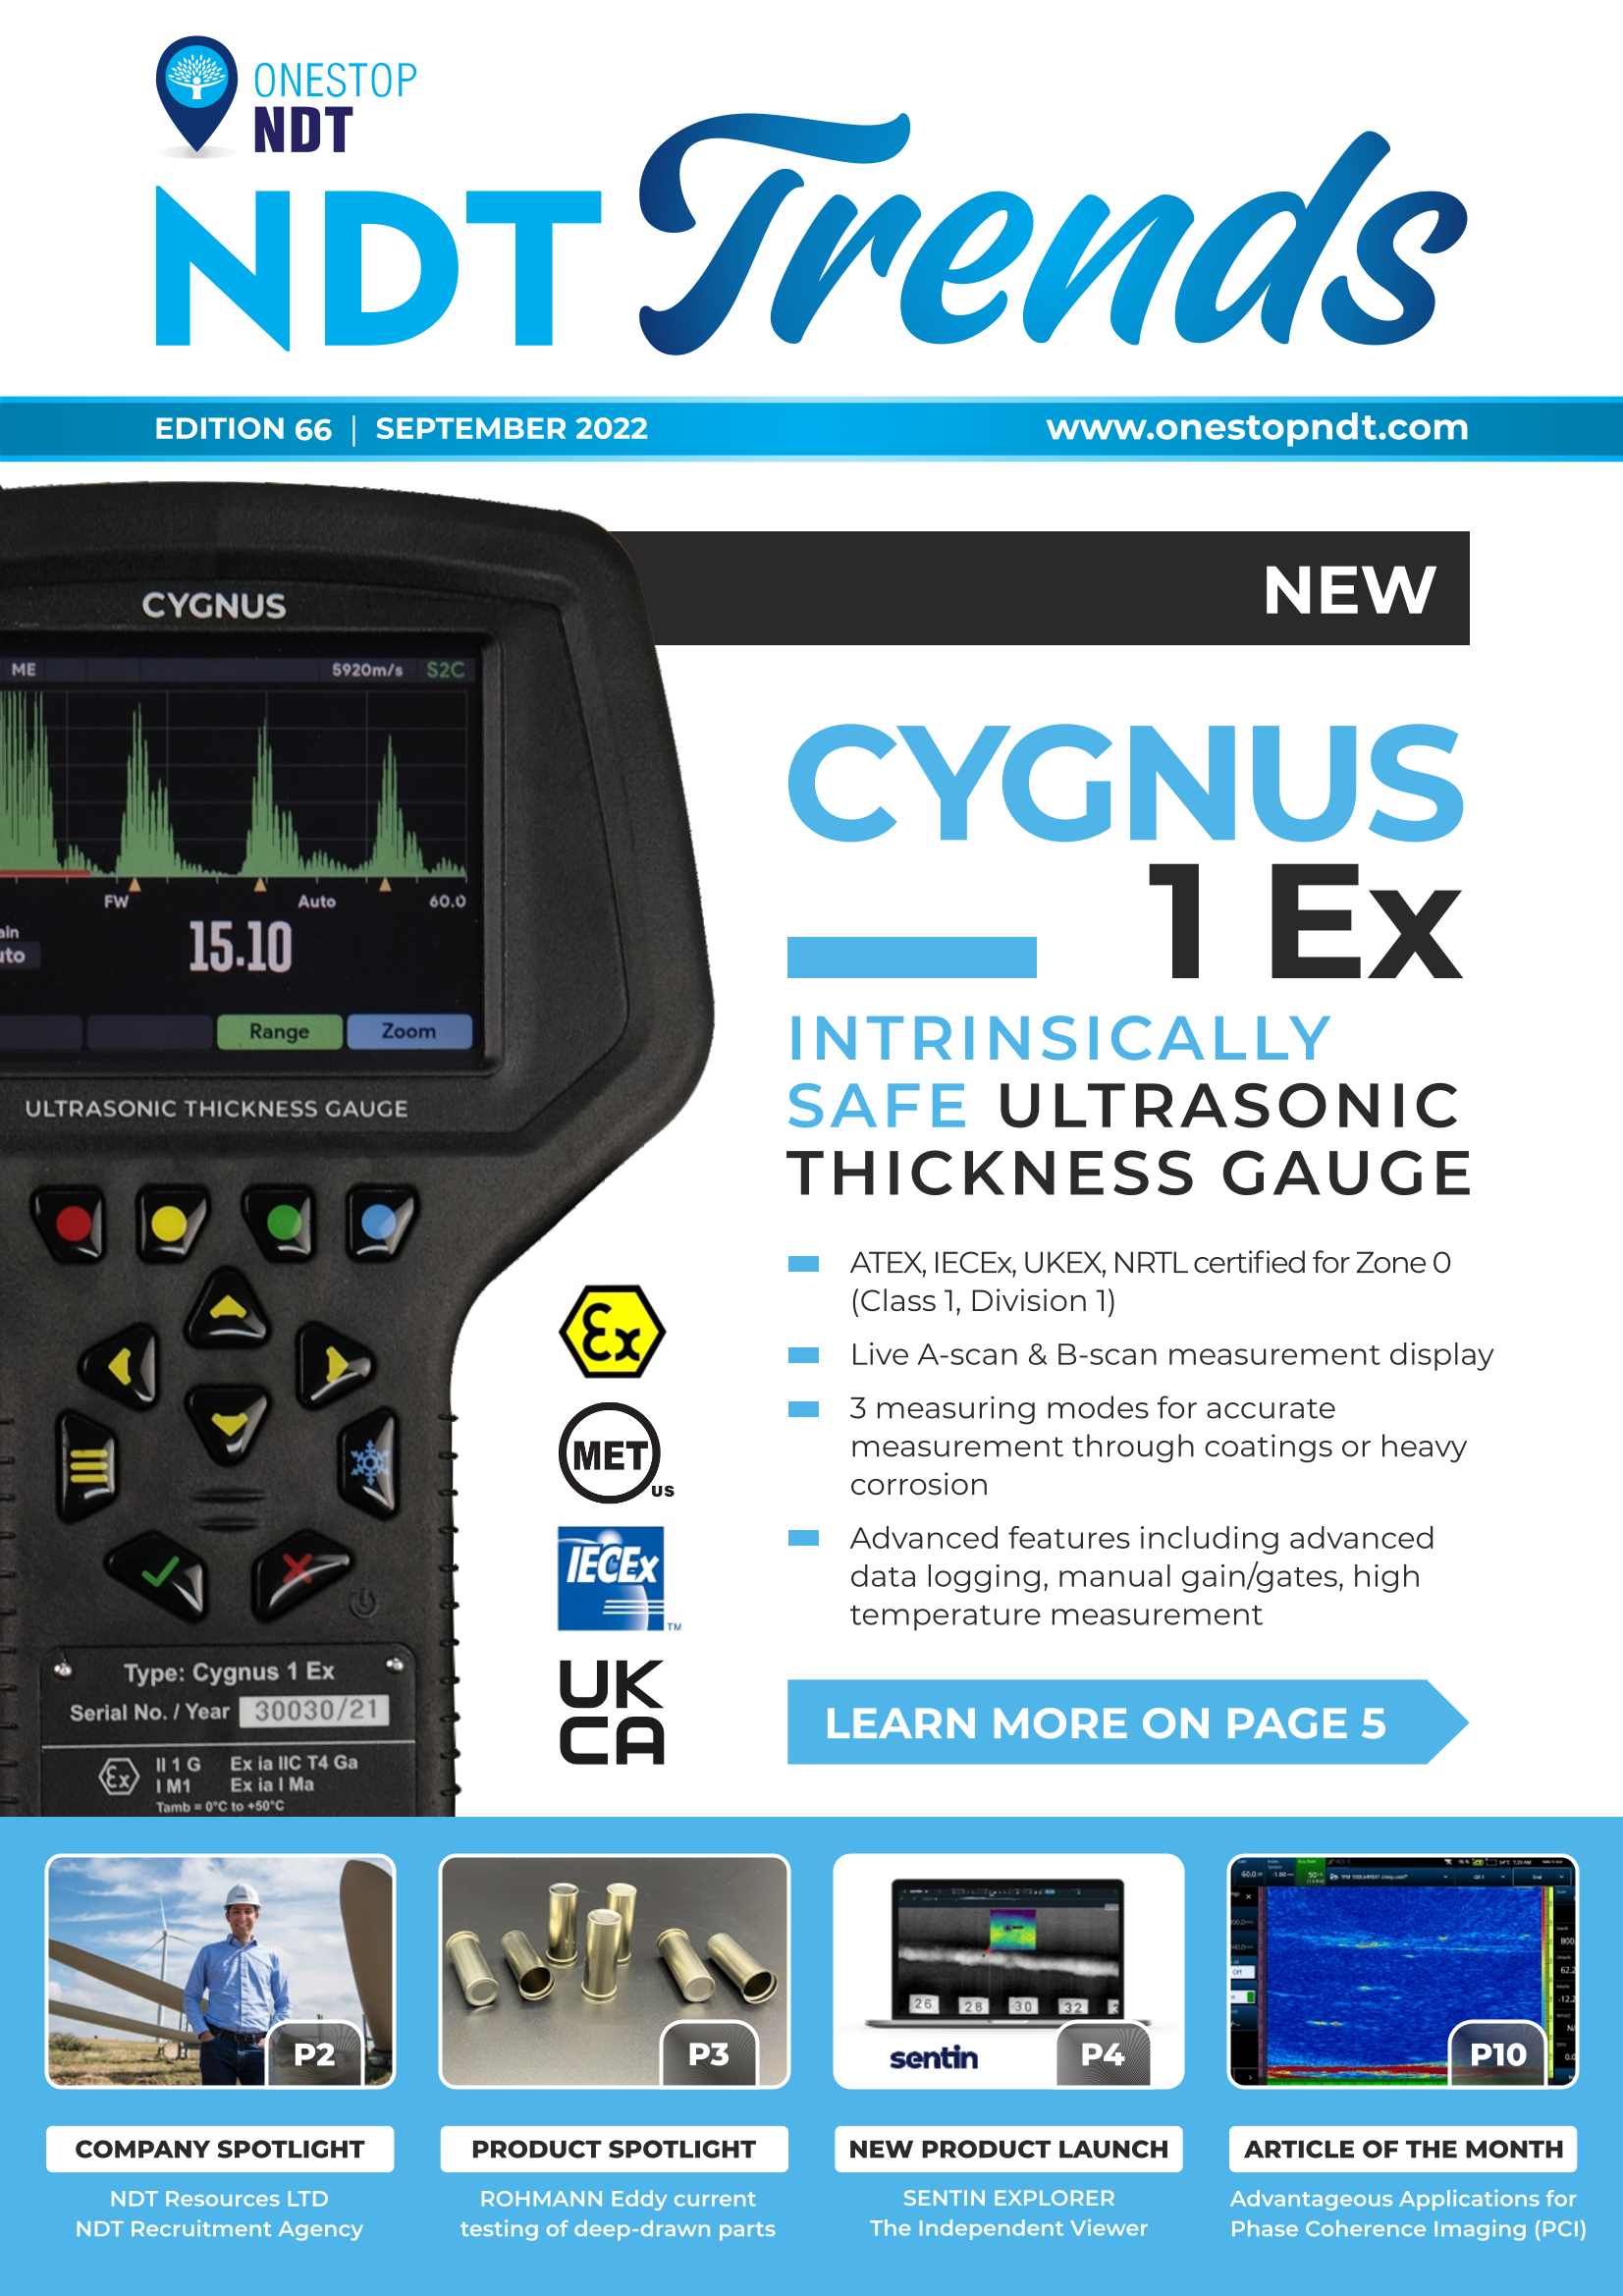 ONESTOP
NDT
NDT Trends
EDITION 66 | SEPTEMBER 2022
www.onestopndt.com
CYGNUS
ME
5920m/s S2C
FW
Auto
60.0
15.10
Range
Zoom
ULTRASONIC THICKNESS GAUGE
Type: Cygnus 1 Ex
Serial No. / Year 30030/21
Ex
II 1 G Ex ia IIC T4 Ga
I M1 Ex ia I Ma
Tamb = 0°C to +50°C
NEW
CYGNUS
1 Ex
INTRINSICALLY
SAFE ULTRASONIC
THICKNESS GAUGE
Ex
MET
US
IECEx
TM
UK
CA
ATEX, IECEx, UKEX, NRTL certified for Zone 0
(Class 1, Division 1)
Live A-scan & B-scan measurement display
3 measuring modes for accurate
measurement through coatings or heavy
corrosion
Advanced features including advanced
data logging, manual gain/gates, high
temperature measurement
LEARN MORE ON PAGE 5
P2
COMPANY SPOTLIGHT
NDT Resources LTD
NDT Recruitment Agency
P3
PRODUCT SPOTLIGHT
ROHMANN Eddy current
testing of deep-drawn parts
26 28 30 32
sentin
P4
NEW PRODUCT LAUNCH
SENTIN EXPLORER
The Independent Viewer
P10
ARTICLE OF THE MONTH
Advantageous Applications for
Phase Coherence Imaging (PCI)